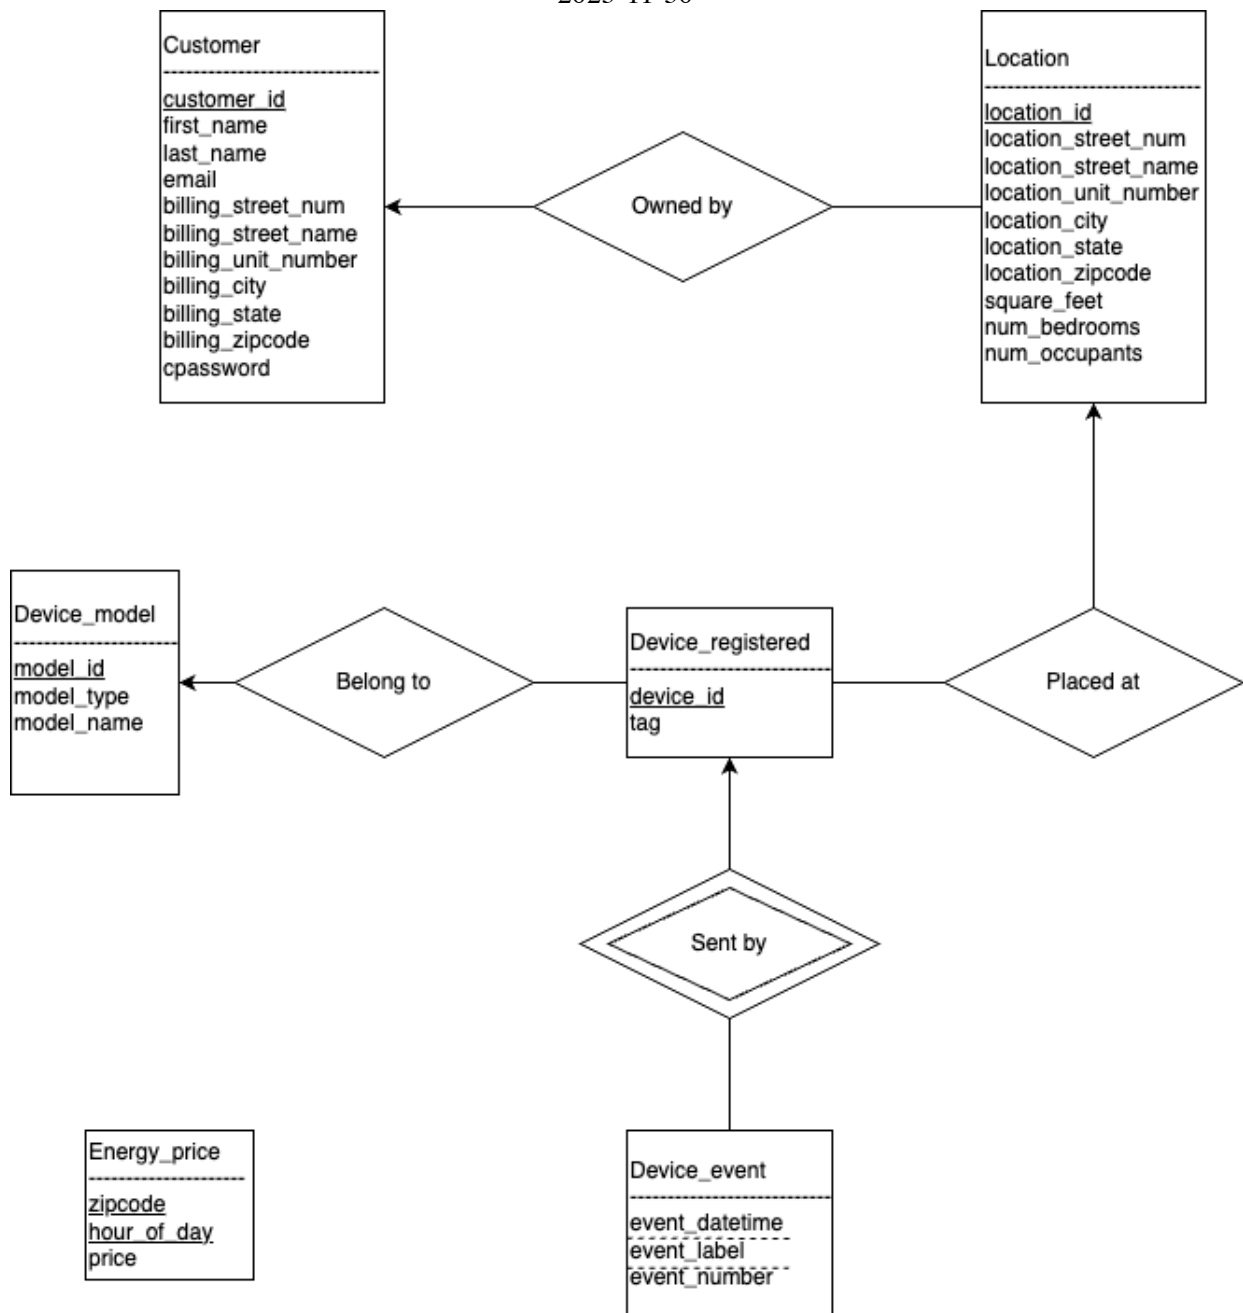 Customer
customer_id
first_name
last_name
email
billing_street_num
billing_street_name
billing_unit_number
billing_city
billing_state
billing_zipcode
cpassword
Owned by
Location
location_id
location_street_num
location_street_name
location_unit_number
location_city
location_state
location_zipcode
square_feet
num_bedrooms
num_occupants
Device_model
model_id
model_type
model_name
Belong to
Device_registered
device_id
tag
Placed at
Sent by
Energy_price
zipcode
hour_of_day
price
Device_event
event_datetime
event_label
event_number